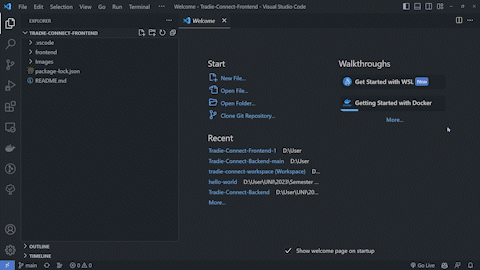 File Edit Selection View Go Run Terminal ... Welcome - Tradie-Connect-Frontend - Visual Studio Code
EXPLORER
Welcome
TRADIE-CONNECT-FRONTEND
.vscode
frontend
Images
package-lock.json
README.md
Start
New File...
Open File...
Open Folder...
Clone Git Repository...
Recent
Tradie-Connect-Frontend-1 D:\User
Tradie-Connect-Backend-main D:\User
tradie-connect-workspace (Workspace) D...
hello-world D:\User\UNI\2023\Semester ...
Tradie-Connect-Backend D:\User\UNI\20...
More...
Walkthroughs
Get Started with WSL New
Getting Started with Docker
More...
Show welcome page on startup
OUTLINE
TIMELINE
main 0 0 Go Live